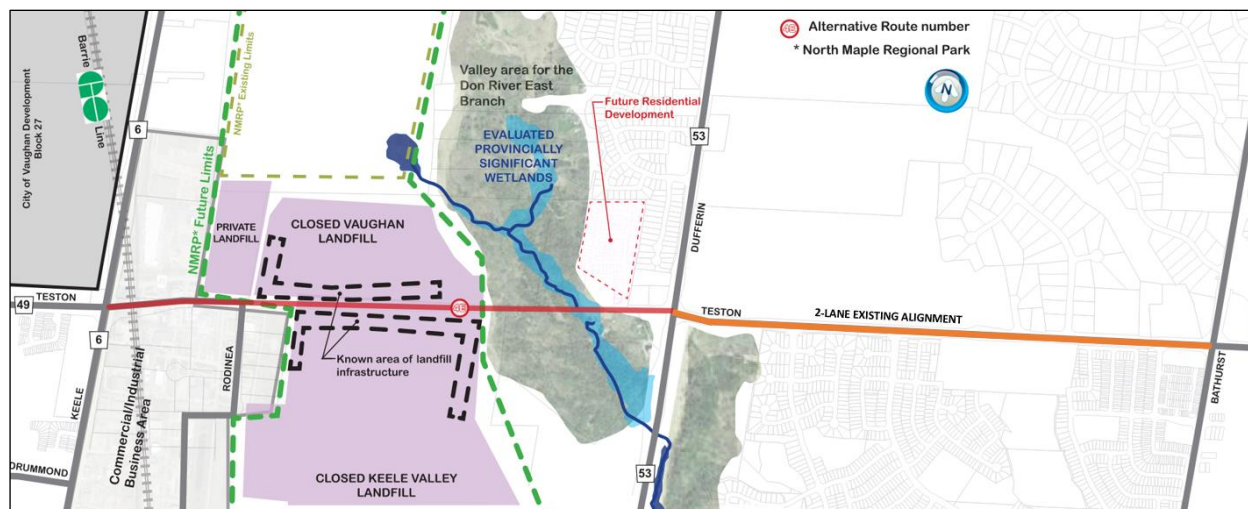 4E Alternative Route number
* North Maple Regional Park
N
City of Vaughan Development
Block 27
Barrie
GO
Line
6
NMRP* Existing Limits
NMRP* Future Limits
Valley area for the
Don River East
Branch
EVALUATED
PROVINCIALLY
SIGNIFICANT
WETLANDS
Future Residential
Development
53
DUFFERIN
PRIVATE
LANDFILL
CLOSED VAUGHAN
LANDFILL
49
TESTON
4E
TESTON
2-LANE EXISTING ALIGNMENT
6
KEELE
Commercial/Industrial
Business Area
RODINEA
Known area of landfill
infrastructure
BATHURST
DRUMMOND
CLOSED KEELE VALLEY
LANDFILL
53